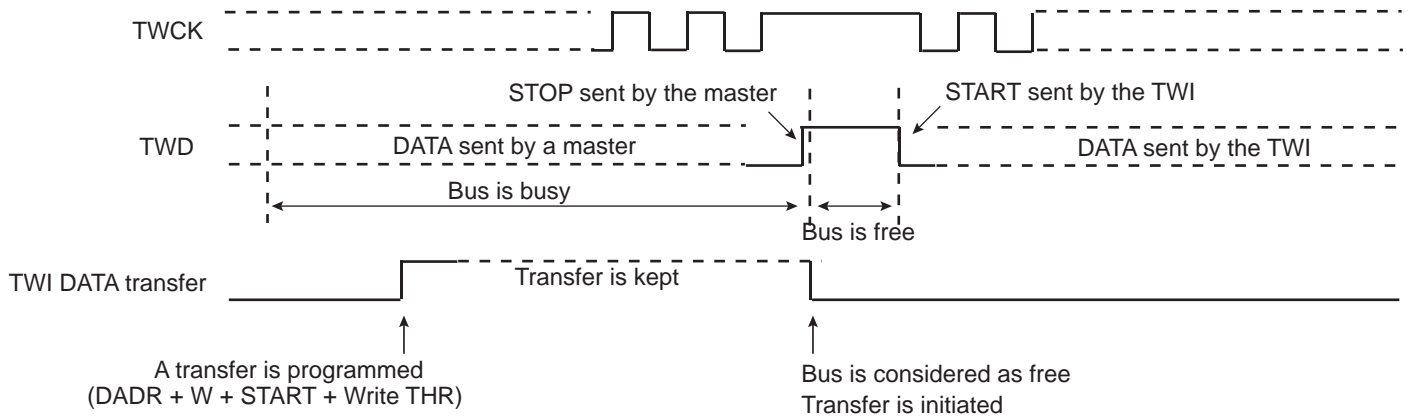 TWCK
STOP sent by the master
START sent by the TWI
TWD
DATA sent by a master
DATA sent by the TWI
Bus is busy
Bus is free
TWI DATA transfer
Transfer is kept
A transfer is programmed
(DADR + W + START + Write THR)
Bus is considered as free
Transfer is initiated